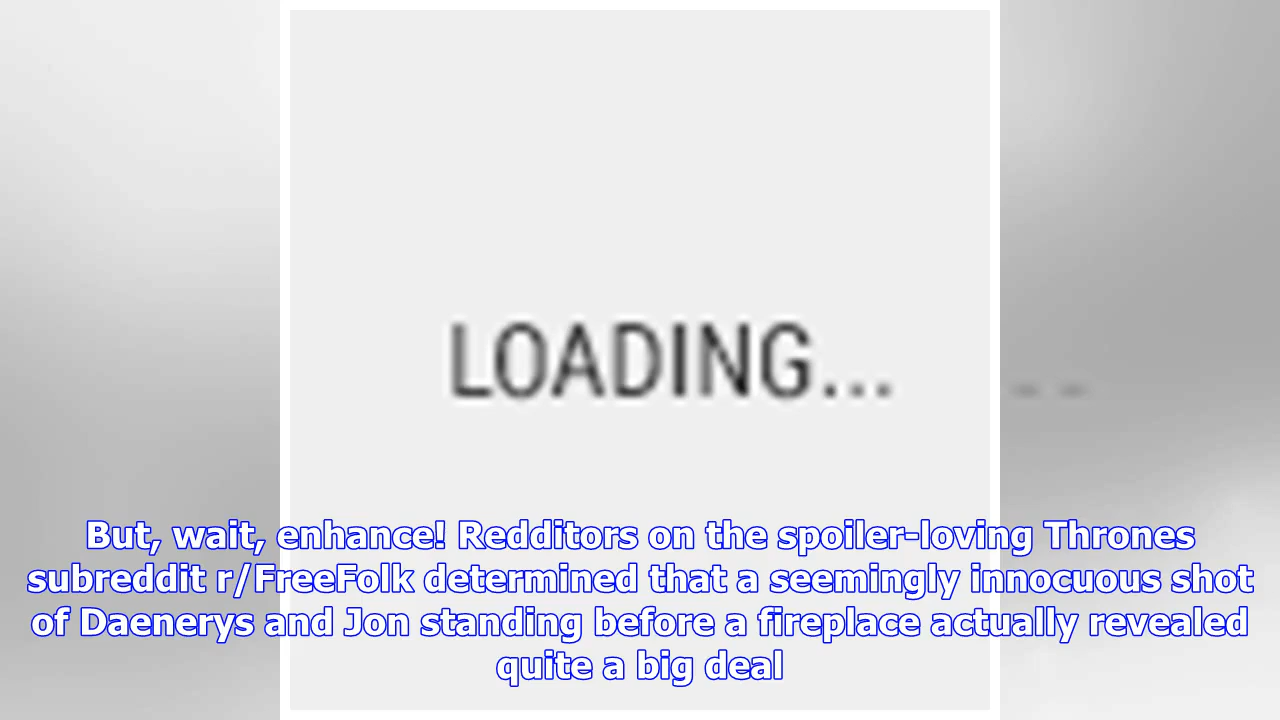 LOADING...
But, wait, enhance! Redditors on the spoiler-loving Thrones
subreddit r/FreeFolk determined that a seemingly innocuous shot
of Daenerys and Jon standing before a fireplace actually revealed
quite a big deal